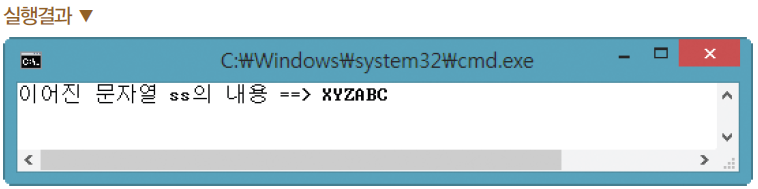 실행결과 ▼
C:\. C:₩Windows₩system32₩cmd.exe
이어진 문자열 ss의 내용 ==> XYZABC